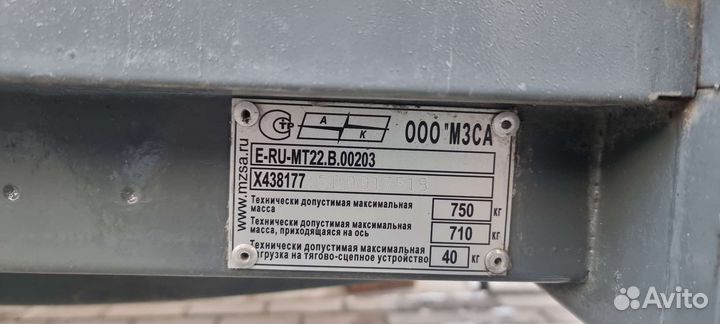 www.mzsa.ru
А
К
ООО "МЗСА
E-RU-MT22.B.00203
X438177
Технически допустимая максимальная
масса
750 кг
Технически допустимая максимальная
масса, приходящаяся на ось
710 кг
Технически допустимая максимальная
нагрузка на тягово-сцепное устройство
40 кг
Avito